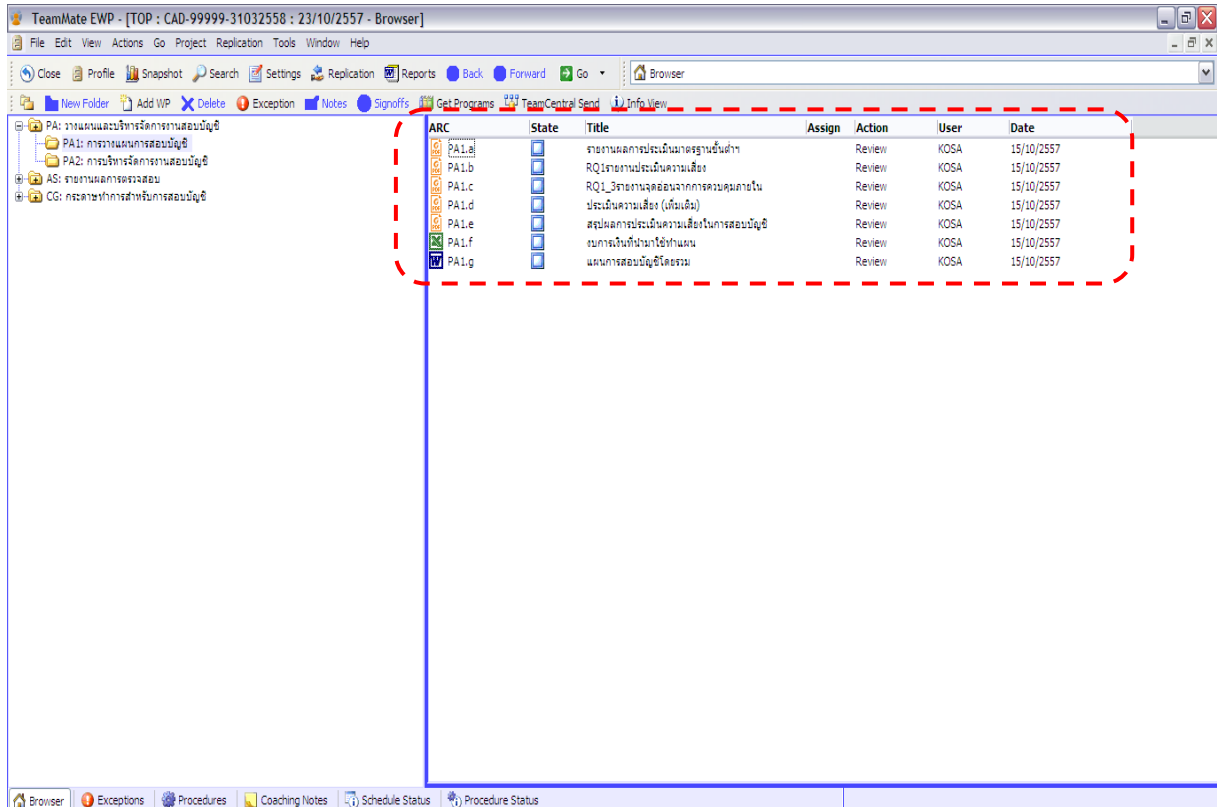 TeamMate EWP - [TOP : CAD-99999-31032558 : 23/10/2557 - Browser]
File Edit View Actions Go Project Replication Tools Window Help
Close Profile Snapshot Search Settings Replication Reports Back Forward Go Browser
New Folder Add WP Delete Exception Notes Signoffs Get Programs TeamCentral Send Info View
PA: วางแผนและบริหารจัดการงานสอบบัญชี
PA1: การวางแผนการสอบบัญชี
PA2: การบริหารจัดการงานสอบบัญชี
AS: รายงานผลการตรวจสอบ
CG: กระดาษทำการสำหรับการสอบบัญชี
ARC State Title Assign Action User Date
PA1.a รายงานผลการประเมินมาตรฐานขั้นต่ำฯ Review KOSA 15/10/2557
PA1.b RQ1รายงานประเมินความเสี่ยง Review KOSA 15/10/2557
PA1.c RQ1_3รายงานจุดอ่อนจากการควบคุมภายใน Review KOSA 15/10/2557
PA1.d ประเมินความเสี่ยง (เพิ่มเติม) Review KOSA 15/10/2557
PA1.e สรุปผลการประเมินความเสี่ยงในการสอบบัญชี Review KOSA 15/10/2557
PA1.f งบการเงินที่นำมาใช้ทำแผน Review KOSA 15/10/2557
PA1.g แผนการสอบบัญชีโดยรวม Review KOSA 15/10/2557
Browser Exceptions Procedures Coaching Notes Schedule Status Procedure Status